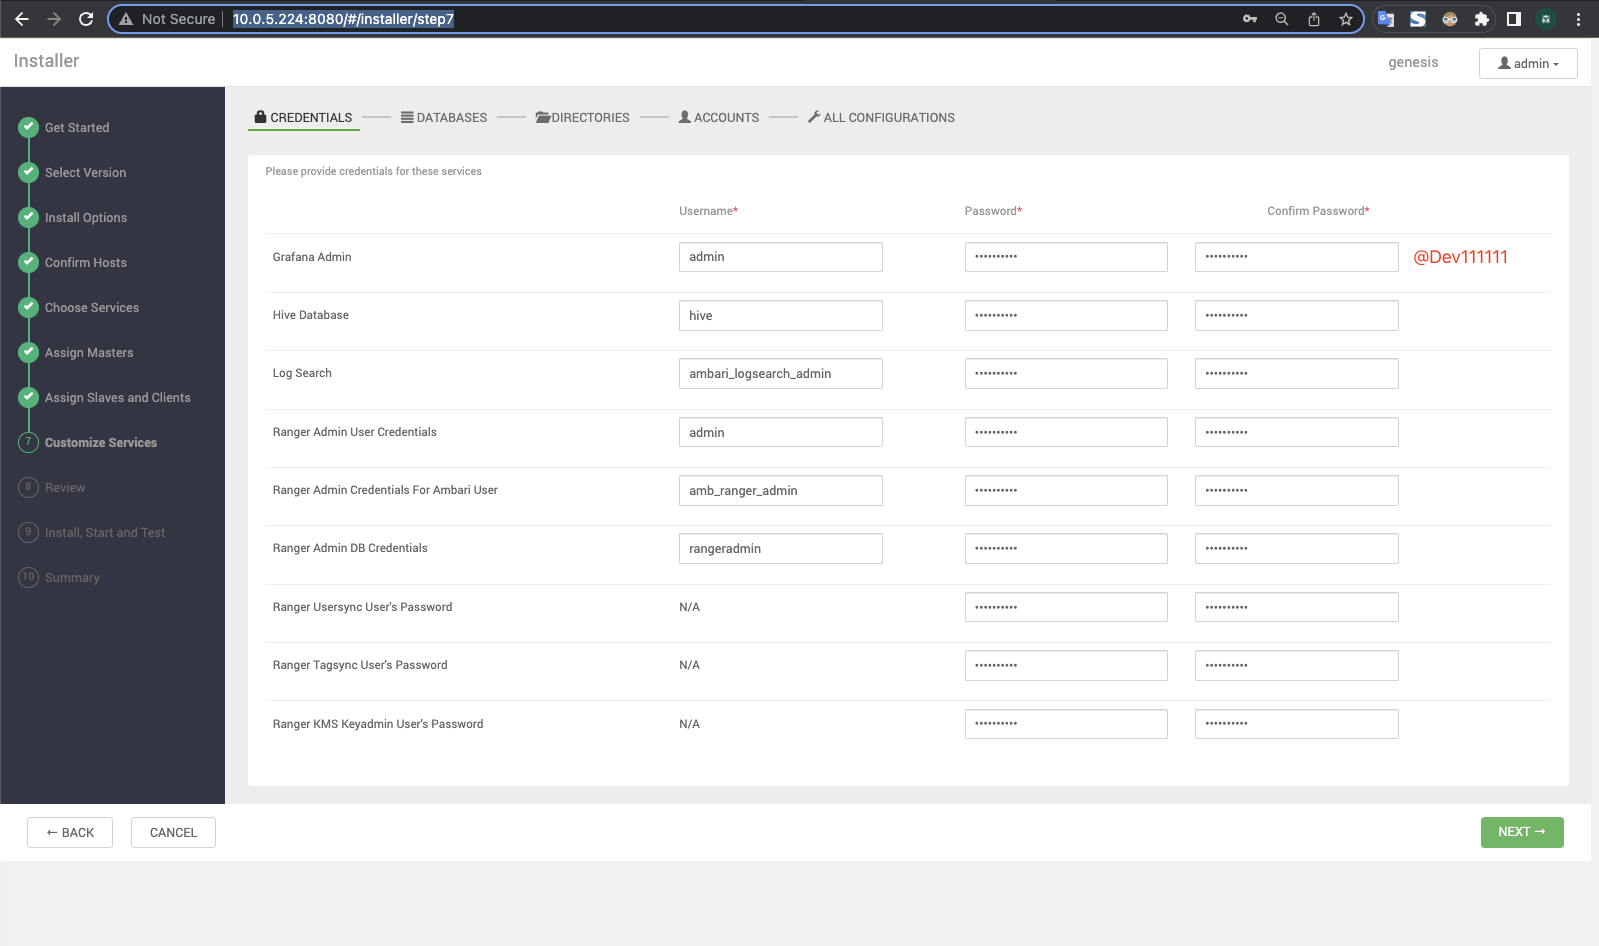 Not Secure 10.0.5.224:8080/#/installer/step7
Installer
genesis
admin
Get Started
Select Version
Install Options
Confirm Hosts
Choose Services
Assign Masters
Assign Slaves and Clients
7 Customize Services
8 Review
9 Install, Start and Test
10 Summary
CREDENTIALS DATABASES DIRECTORIES ACCOUNTS ALL CONFIGURATIONS
Please provide credentials for these services
Username* Password* Confirm Password*
Grafana Admin admin •••••••••• •••••••••• @Dev111111
Hive Database hive •••••••••• ••••••••••
Log Search ambari_logsearch_admin •••••••••• ••••••••••
Ranger Admin User Credentials admin •••••••••• ••••••••••
Ranger Admin Credentials For Ambari User amb_ranger_admin •••••••••• ••••••••••
Ranger Admin DB Credentials rangeradmin •••••••••• ••••••••••
Ranger Usersync User's Password N/A •••••••••• ••••••••••
Ranger Tagsync User's Password N/A •••••••••• ••••••••••
Ranger KMS Keyadmin User's Password N/A •••••••••• ••••••••••
← BACK CANCEL NEXT →